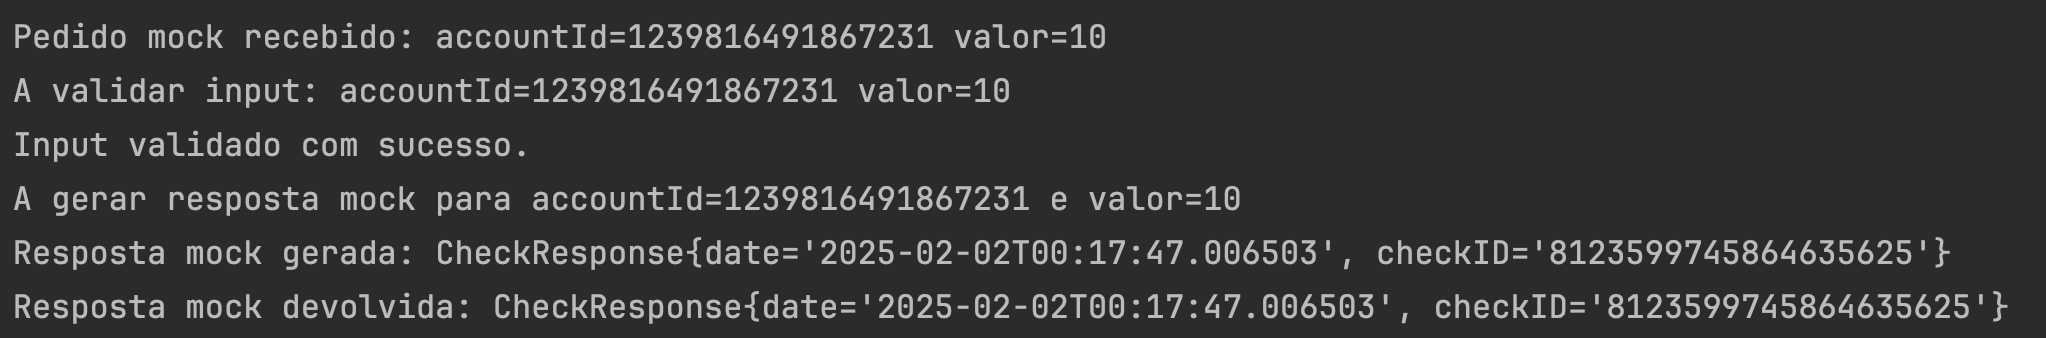 Pedido mock recebido: accountId=1239816491867231 valor=10
A validar input: accountId=1239816491867231 valor=10
Input validado com sucesso.
A gerar resposta mock para accountId=1239816491867231 e valor=10
Resposta mock gerada: CheckResponse{date='2025-02-02T00:17:47.006503', checkID='8123599745864635625'}
Resposta mock devolvida: CheckResponse{date='2025-02-02T00:17:47.006503', checkID='8123599745864635625'}